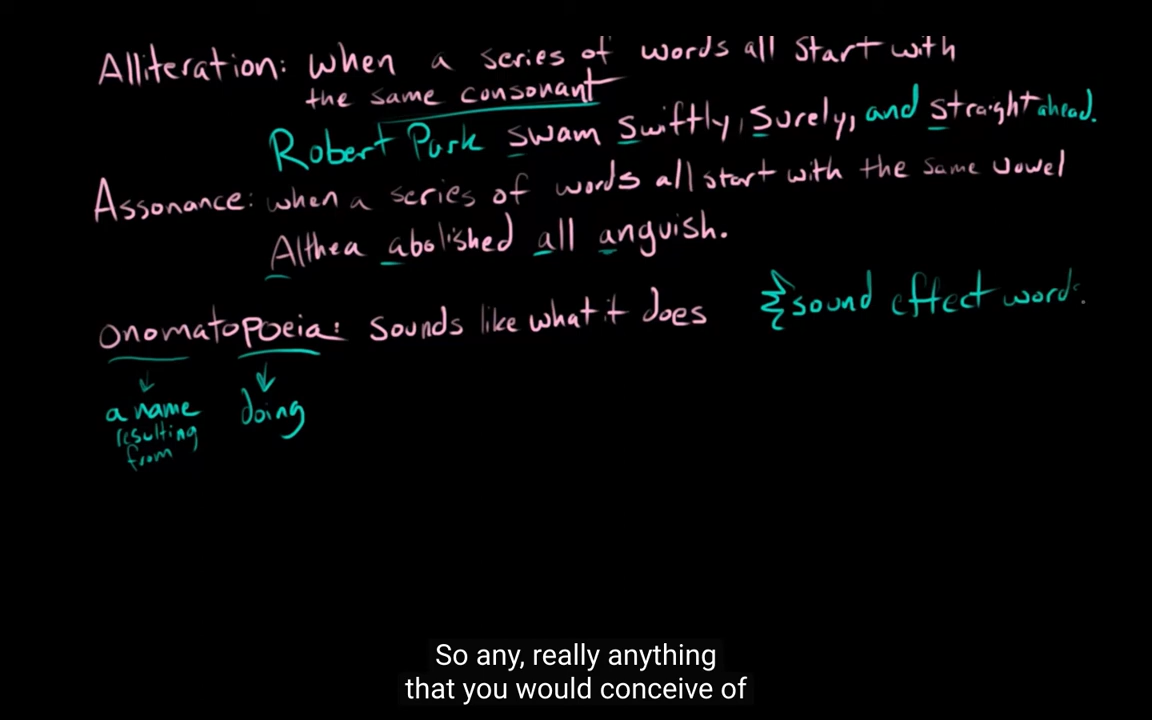 Alliteration: when a series of words all start with
the same consonant
Robert Park swam swiftly, surely, and straight ahead.
Assonance: when a series of words all start with the same vowel
Althea abolished all anguish.
onomatopoeia: sounds like what it does
sound effect words.
a name
resulting
from
doing
So any, really anything
that you would conceive of